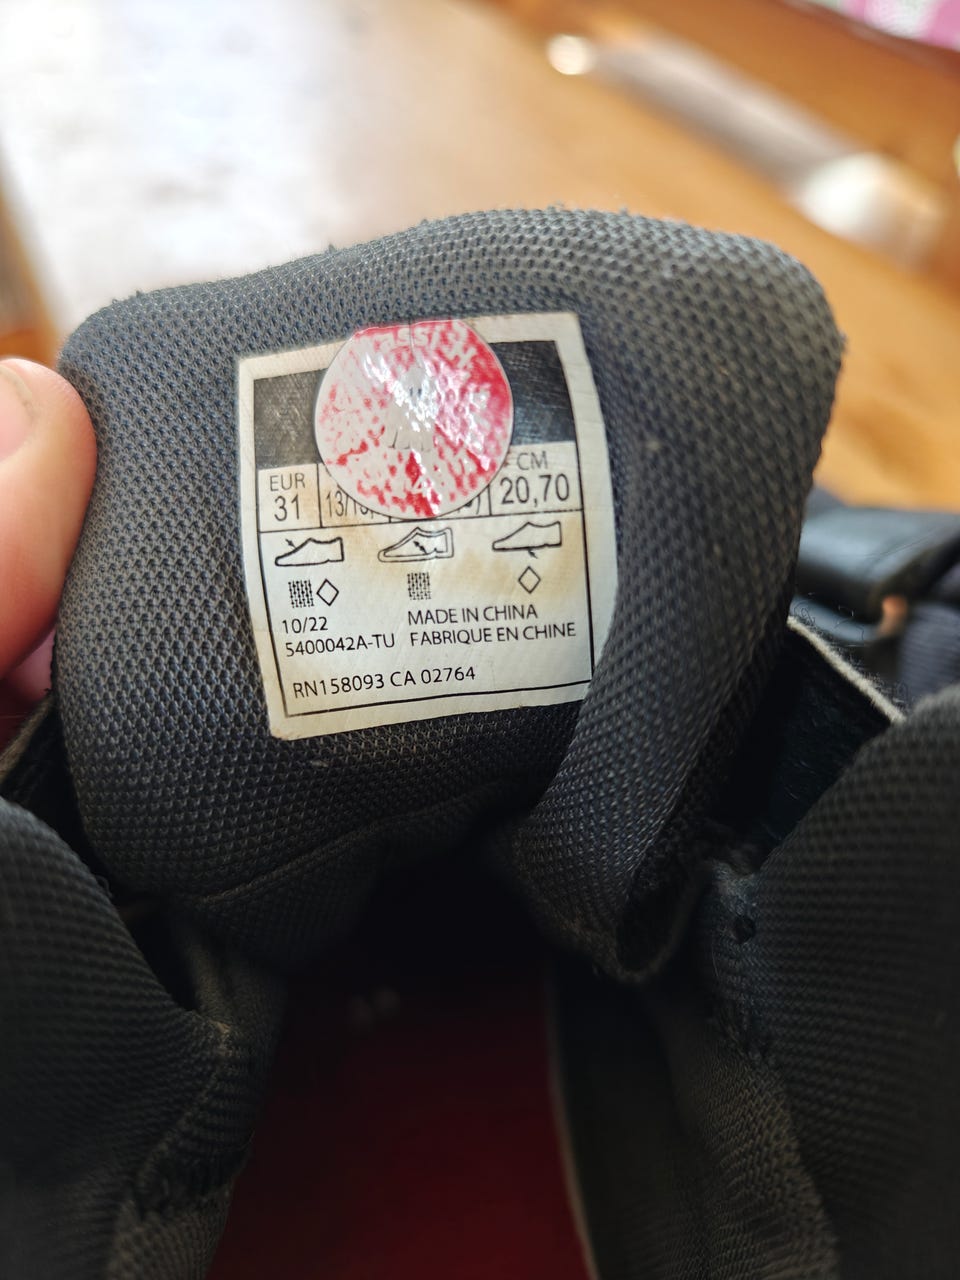 EUR
CM
31
20,70
10/22
MADE IN CHINA
5400042A-TU
FABRIQUE EN CHINE
RN158093 CA 02764